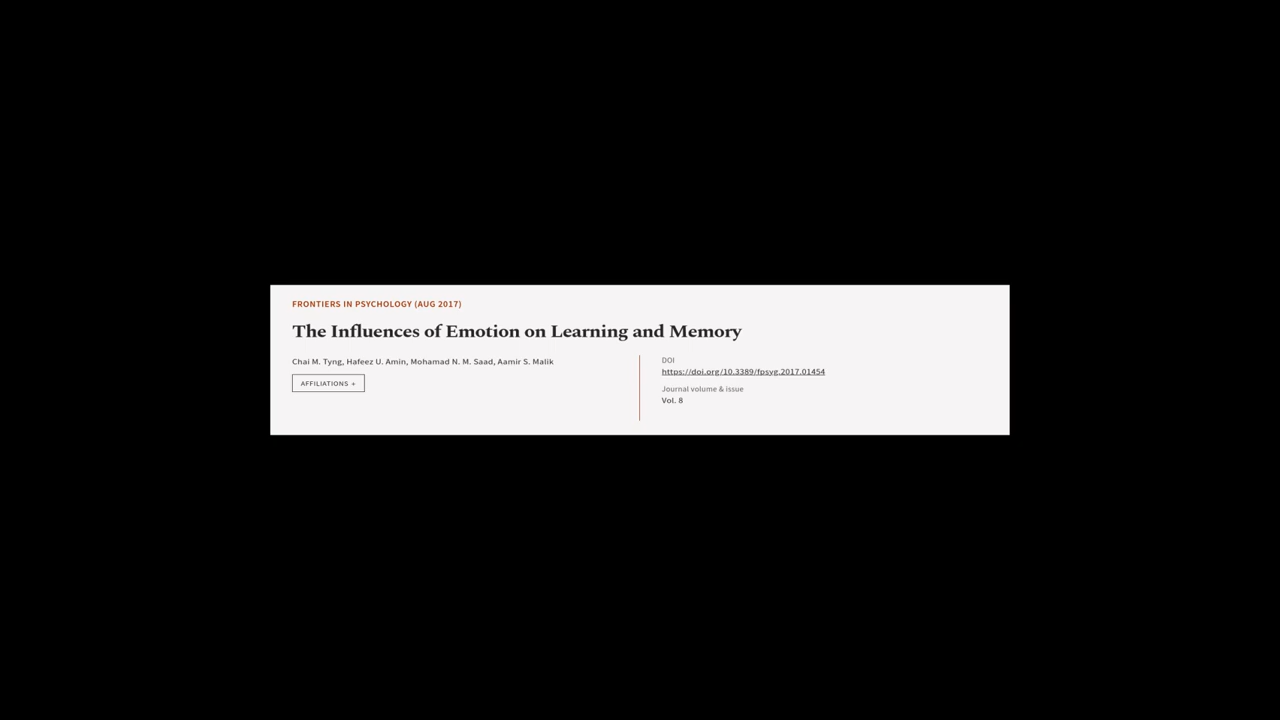 FRONTIERS IN PSYCHOLOGY (AUG 2017)
The Influences of Emotion on Learning and Memory
Chai M. Tyng, Hafeez U. Amin, Mohamad N. M. Saad, Aamir S. Malik
AFFILIATIONS +
DOI
https://doi.org/10.3389/fpsyg.2017.01454
Journal volume & issue
Vol. 8